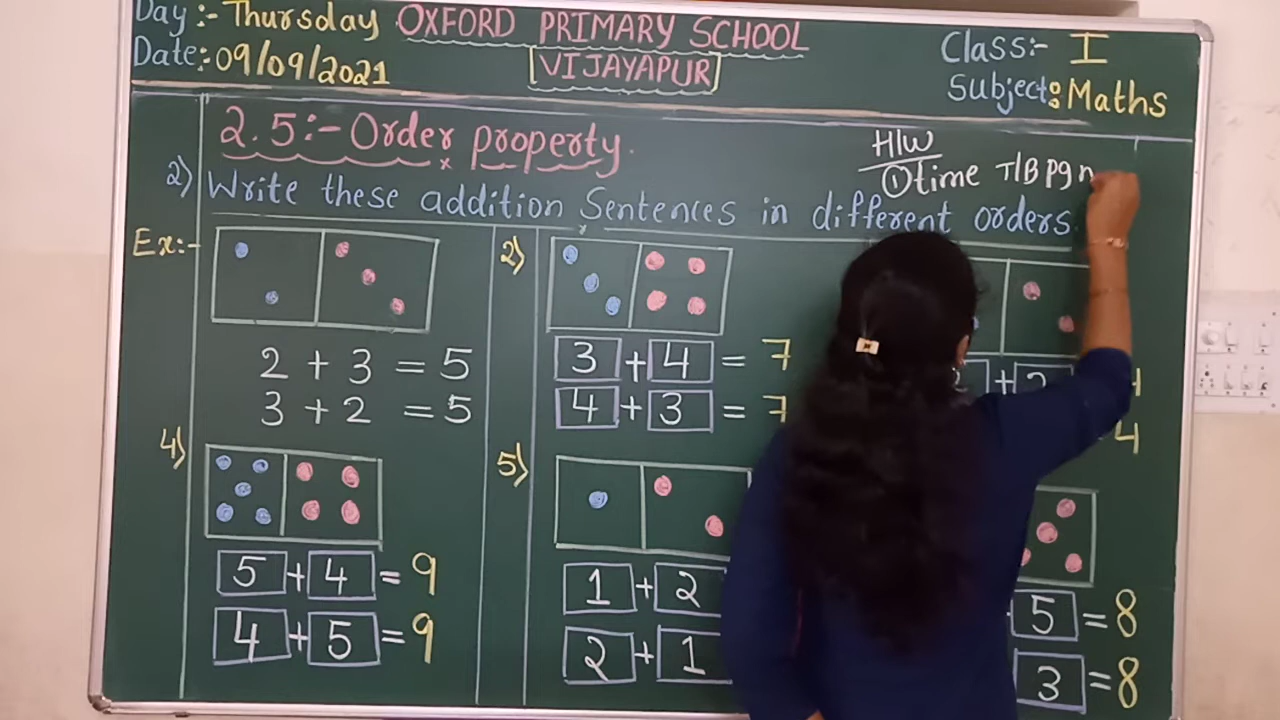 Day:- Thursday OXFORD PRIMARY SCHOOL Class:- I
Date:- 09/09/2021 VIJAYAPUR Subject: Maths
2.5:- Order property.
H/W
① time T/B pg n
2) Write these addition Sentences in different orders.
Ex:-
2 + 3 = 5
3 + 2 = 5
2)
3 + 4 = 7
4 + 3 = 7
+ 2 4
4
4)
5 + 4 = 9
4 + 5 = 9
5)
1 + 2
2 + 1
5 = 8
3 = 8